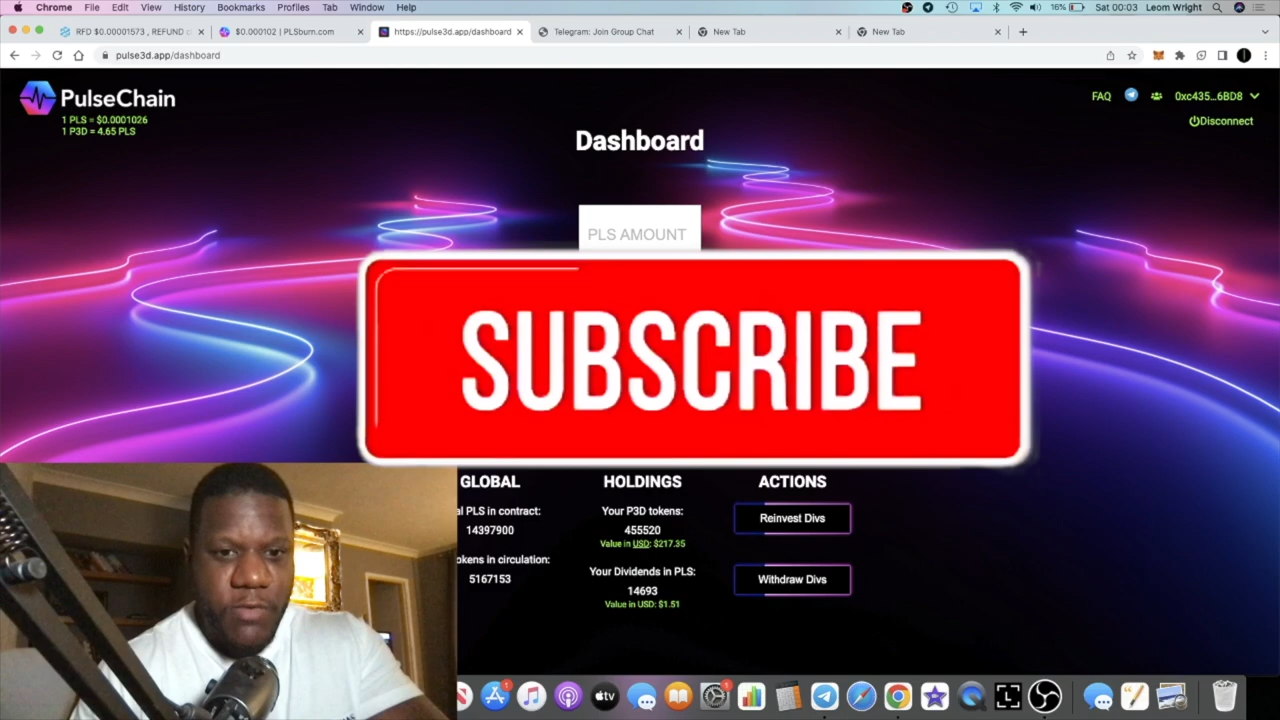 Chrome File Edit View History Bookmarks Profiles Tab Window Help 16% Sat 00:03 Leom Wright
RFD $0.00001573 , REFUND $0.000102 | PLSburn.com https://pulse3d.app/dashboard Telegram: Join Group Chat New Tab New Tab
pulse3d.app/dashboard
PulseChain
1 PLS = $0.0001026
1 P3D = 4.65 PLS
FAQ 0xc435...6BD8
Disconnect
Dashboard
PLS AMOUNT
SUBSCRIBE
GLOBAL HOLDINGS ACTIONS
PLS in contract: Your P3D tokens: Reinvest Divs
14397900 455520
Value in USD: $217.35
in circulation: Your Dividends in PLS: Withdraw Divs
5167153 14693
Value in USD: $1.51
tv